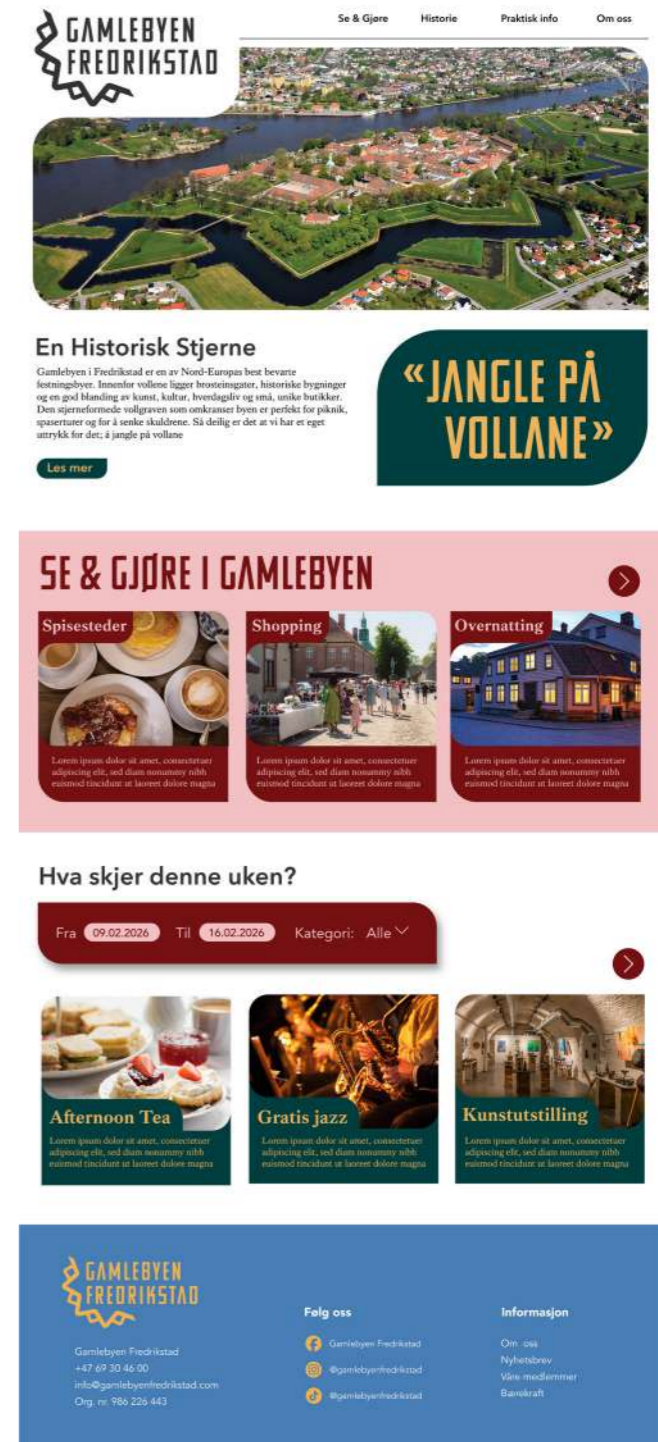 GAMLEBYEN
FREDRIKSTAD
Se & Gjøre
Historie
Praktisk info
Om oss
En Historisk Stjerne
Gamlebyen i Fredrikstad er en av Nord-Europas best bevarte
festningsbyer. Innenfor vollene ligger brosteinsgater, historiske bygninger
og en god blanding av kunst, kultur, hverdagsliv og små, unike butikker.
Den stjerneformede vollgraven som omkranser byen er perfekt for piknik,
spaserturer og for å senke skuldrene. Så deilig er det at vi har et eget
uttrykk for det; å jangle på vollane
Les mer
«JANGLE PÅ
VOLLANE»
SE & GJØRE I GAMLEBYEN
Spisesteder
Lorem ipsum dolor sit amet, consectetuer
adipiscing elit, sed diam nonummy nibh
euismod tincidunt ut laoreet dolore magna
Shopping
Lorem ipsum dolor sit amet, consectetuer
adipiscing elit, sed diam nonummy nibh
euismod tincidunt ut laoreet dolore magna
Overnatting
Lorem ipsum dolor sit amet, consectetuer
adipiscing elit, sed diam nonummy nibh
euismod tincidunt ut laoreet dolore magna
Hva skjer denne uken?
Fra 09.02.2026 Til 16.02.2026 Kategori: Alle
Afternoon Tea
Lorem ipsum dolor sit amet, consectetuer
adipiscing elit, sed diam nonummy nibh
euismod tincidunt ut laoreet dolore magna
Gratis jazz
Lorem ipsum dolor sit amet, consectetuer
adipiscing elit, sed diam nonummy nibh
euismod tincidunt ut laoreet dolore magna
Kunstutstilling
Lorem ipsum dolor sit amet, consectetuer
adipiscing elit, sed diam nonummy nibh
euismod tincidunt ut laoreet dolore magna
GAMLEBYEN
FREDRIKSTAD
Gamlebyen Fredrikstad
+47 69 30 46 00
info@gamlebyenfredrikstad.com
Org. nr. 986 226 443
Følg oss
Gamlebyen Fredrikstad
@gamlebyenfredrikstad
@gamlebyenfredrikstad
Informasjon
Om oss
Nyhetsbrev
Våre medlemmer
Bærekraft